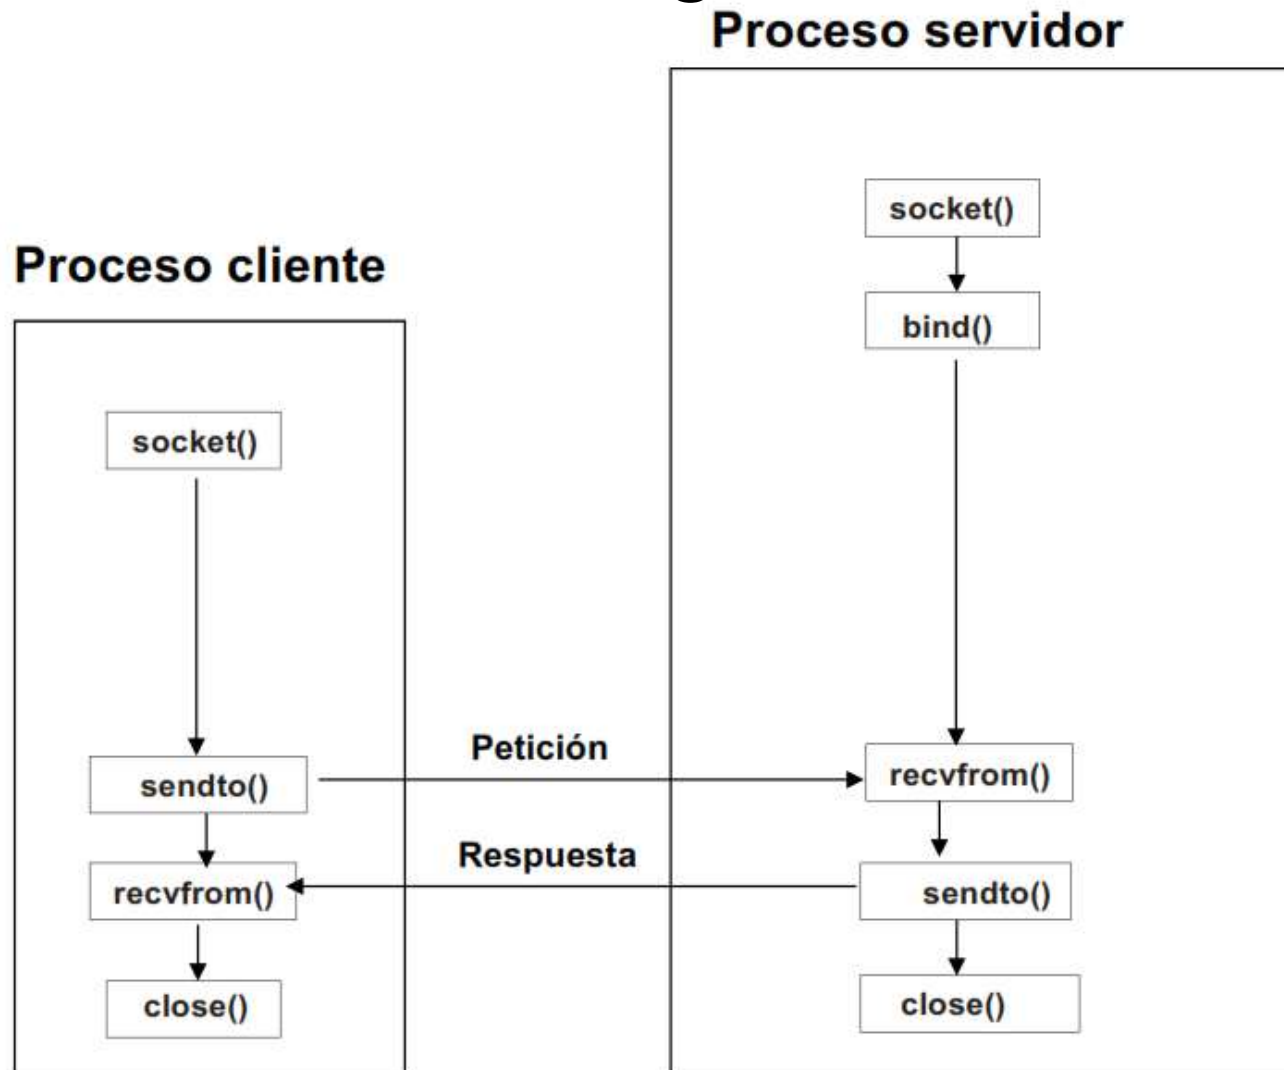 Proceso servidor
socket()
bind()
Proceso cliente
socket()
Petición
sendto()
recvfrom()
Respuesta
recvfrom()
sendto()
close()
close()